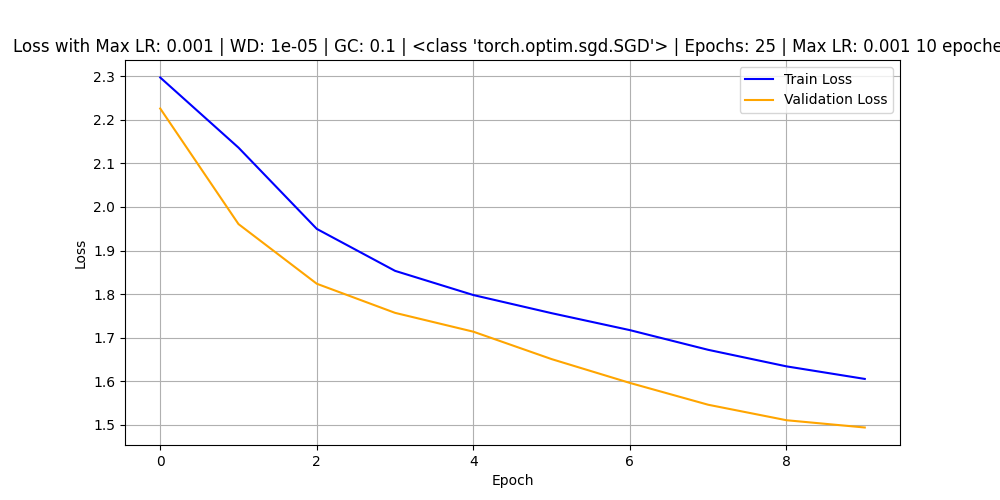 Loss with Max LR: 0.001 | WD: 1e-05 | GC: 0.1 | <class 'torch.optim.sgd.SGD'> | Epochs: 25 | Max LR: 0.001 10 epoche
2.3
2.2
2.1
2.0
1.9
1.8
1.7
1.6
1.5
Loss
Train Loss
Validation Loss
0 2 4 6 8
Epoch